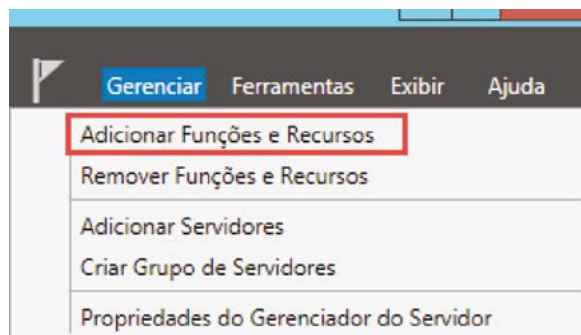 Gerenciar Ferramentas Exibir Ajuda
Adicionar Funções e Recursos
Remover Funções e Recursos
Adicionar Servidores
Criar Grupo de Servidores
Propriedades do Gerenciador do Servidor